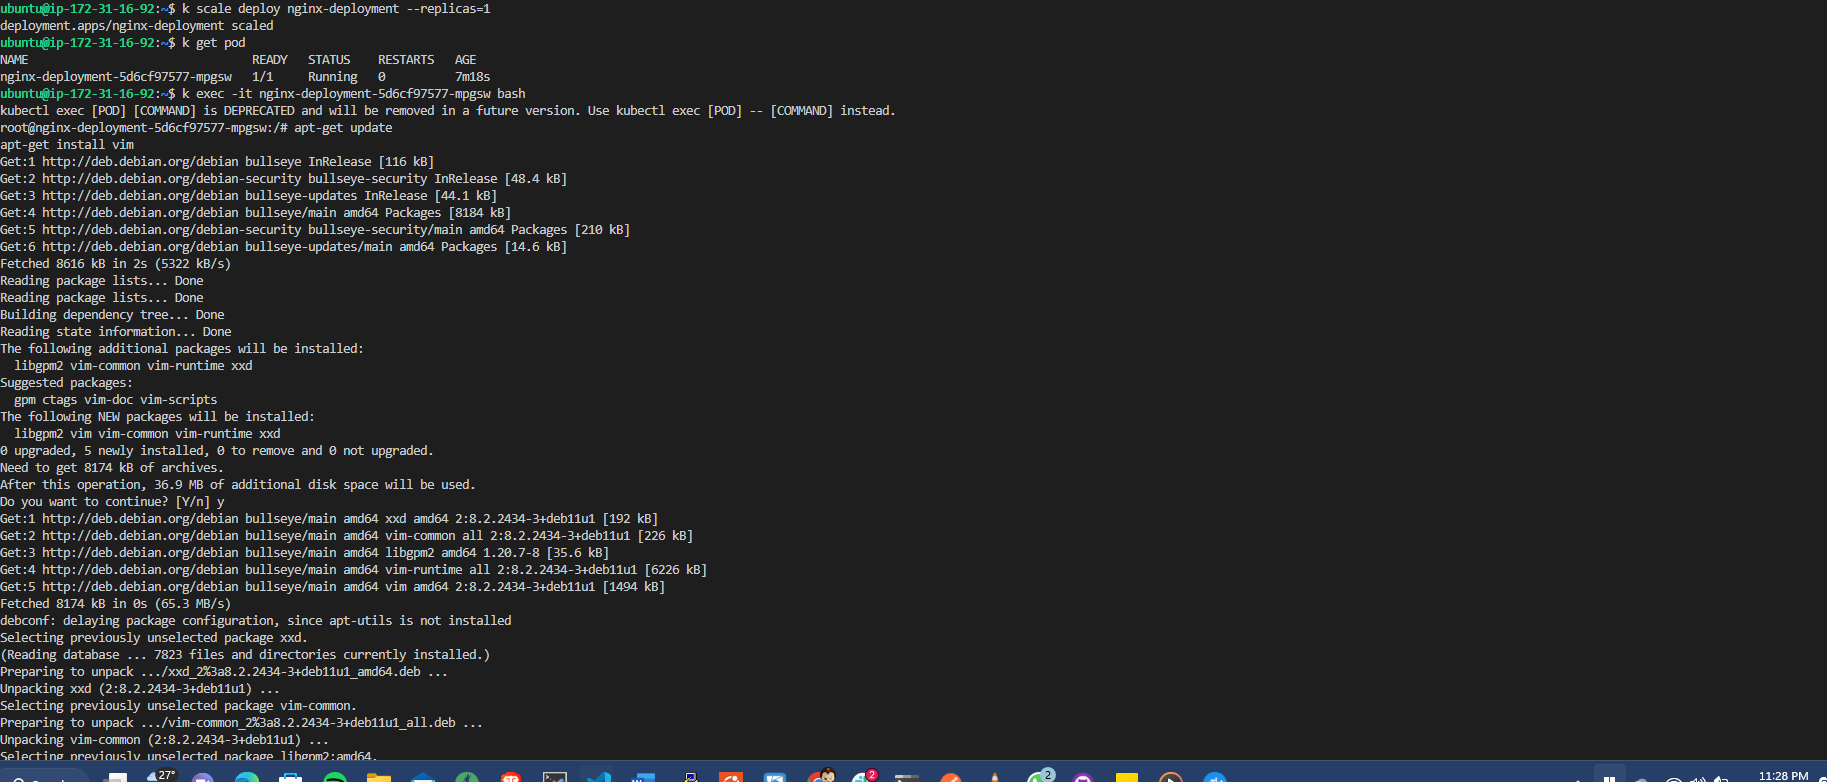 ubuntu@ip-172-31-16-92:~$ k scale deploy nginx-deployment --replicas=1
deployment.apps/nginx-deployment scaled
ubuntu@ip-172-31-16-92:~$ k get pod
NAME READY STATUS RESTARTS AGE
nginx-deployment-5d6cf97577-mpgsw 1/1 Running 0 7m18s
ubuntu@ip-172-31-16-92:~$ k exec -it nginx-deployment-5d6cf97577-mpgsw bash
kubectl exec [POD] [COMMAND] is DEPRECATED and will be removed in a future version. Use kubectl exec [POD] -- [COMMAND] instead.
root@nginx-deployment-5d6cf97577-mpgsw:/# apt-get update
apt-get install vim
Get:1 http://deb.debian.org/debian bullseye InRelease [116 kB]
Get:2 http://deb.debian.org/debian-security bullseye-security InRelease [48.4 kB]
Get:3 http://deb.debian.org/debian bullseye-updates InRelease [44.1 kB]
Get:4 http://deb.debian.org/debian bullseye/main amd64 Packages [8184 kB]
Get:5 http://deb.debian.org/debian-security bullseye-security/main amd64 Packages [210 kB]
Get:6 http://deb.debian.org/debian bullseye-updates/main amd64 Packages [14.6 kB]
Fetched 8616 kB in 2s (5322 kB/s)
Reading package lists... Done
Reading package lists... Done
Building dependency tree... Done
Reading state information... Done
The following additional packages will be installed:
libgpm2 vim-common vim-runtime xxd
Suggested packages:
gpm ctags vim-doc vim-scripts
The following NEW packages will be installed:
libgpm2 vim vim-common vim-runtime xxd
0 upgraded, 5 newly installed, 0 to remove and 0 not upgraded.
Need to get 8174 kB of archives.
After this operation, 36.9 MB of additional disk space will be used.
Do you want to continue? [Y/n] y
Get:1 http://deb.debian.org/debian bullseye/main amd64 xxd amd64 2:8.2.2434-3+deb11u1 [192 kB]
Get:2 http://deb.debian.org/debian bullseye/main amd64 vim-common all 2:8.2.2434-3+deb11u1 [226 kB]
Get:3 http://deb.debian.org/debian bullseye/main amd64 libgpm2 amd64 1.20.7-8 [35.6 kB]
Get:4 http://deb.debian.org/debian bullseye/main amd64 vim-runtime all 2:8.2.2434-3+deb11u1 [6226 kB]
Get:5 http://deb.debian.org/debian bullseye/main amd64 vim amd64 2:8.2.2434-3+deb11u1 [1494 kB]
Fetched 8174 kB in 0s (65.3 MB/s)
debconf: delaying package configuration, since apt-utils is not installed
Selecting previously unselected package xxd.
(Reading database ... 7823 files and directories currently installed.)
Preparing to unpack .../xxd_2%3a8.2.2434-3+deb11u1_amd64.deb ...
Unpacking xxd (2:8.2.2434-3+deb11u1) ...
Selecting previously unselected package vim-common.
Preparing to unpack .../vim-common_2%3a8.2.2434-3+deb11u1_all.deb ...
Unpacking vim-common (2:8.2.2434-3+deb11u1) ...
Selecting previously unselected package libgpm2:amd64.
27°
2
2
11:28 PM